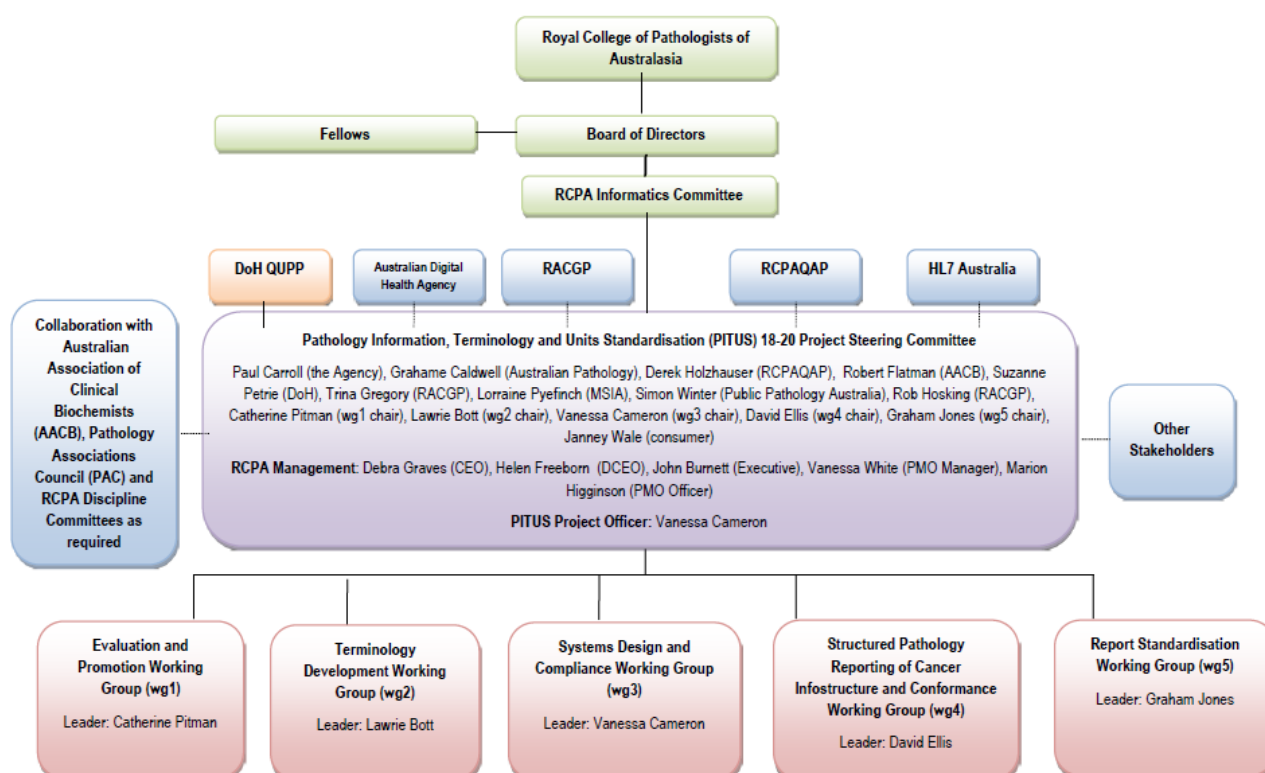 Royal College of Pathologists of
Australasia
Fellows
Board of Directors
RCPA Informatics Committee
DoH QUPP
Australian Digital
Health Agency
RACGP
RCPAQAP
HL7 Australia
Collaboration with
Australian
Association of
Clinical
Biochemists
(AACB), Pathology
Associations
Council (PAC) and
RCPA Discipline
Committees as
required
Pathology Information, Terminology and Units Standardisation (PITUS) 18-20 Project Steering Committee
Paul Carroll (the Agency), Grahame Caldwell (Australian Pathology), Derek Holzhauser (RCPAQAP), Robert Flatman (AACB), Suzanne
Petrie (DoH), Trina Gregory (RACGP), Lorraine Pyefinch (MSIA), Simon Winter (Public Pathology Australia), Rob Hosking (RACGP),
Catherine Pitman (wg1 chair), Lawrie Bott (wg2 chair), Vanessa Cameron (wg3 chair), David Ellis (wg4 chair), Graham Jones (wg5 chair),
Janney Wale (consumer)
RCPA Management: Debra Graves (CEO), Helen Freeborn (DCEO), John Burnett (Executive), Vanessa White (PMO Manager), Marion
Higginson (PMO Officer)
PITUS Project Officer: Vanessa Cameron
Other
Stakeholders
Evaluation and
Promotion Working
Group (wg1)
Leader: Catherine Pitman
Terminology
Development Working
Group (wg2)
Leader: Lawrie Bott
Systems Design and
Compliance Working Group
(wg3)
Leader: Vanessa Cameron
Structured Pathology
Reporting of Cancer
Infostructure and Conformance
Working Group (wg4)
Leader: David Ellis
Report Standardisation
Working Group (wg5)
Leader: Graham Jones